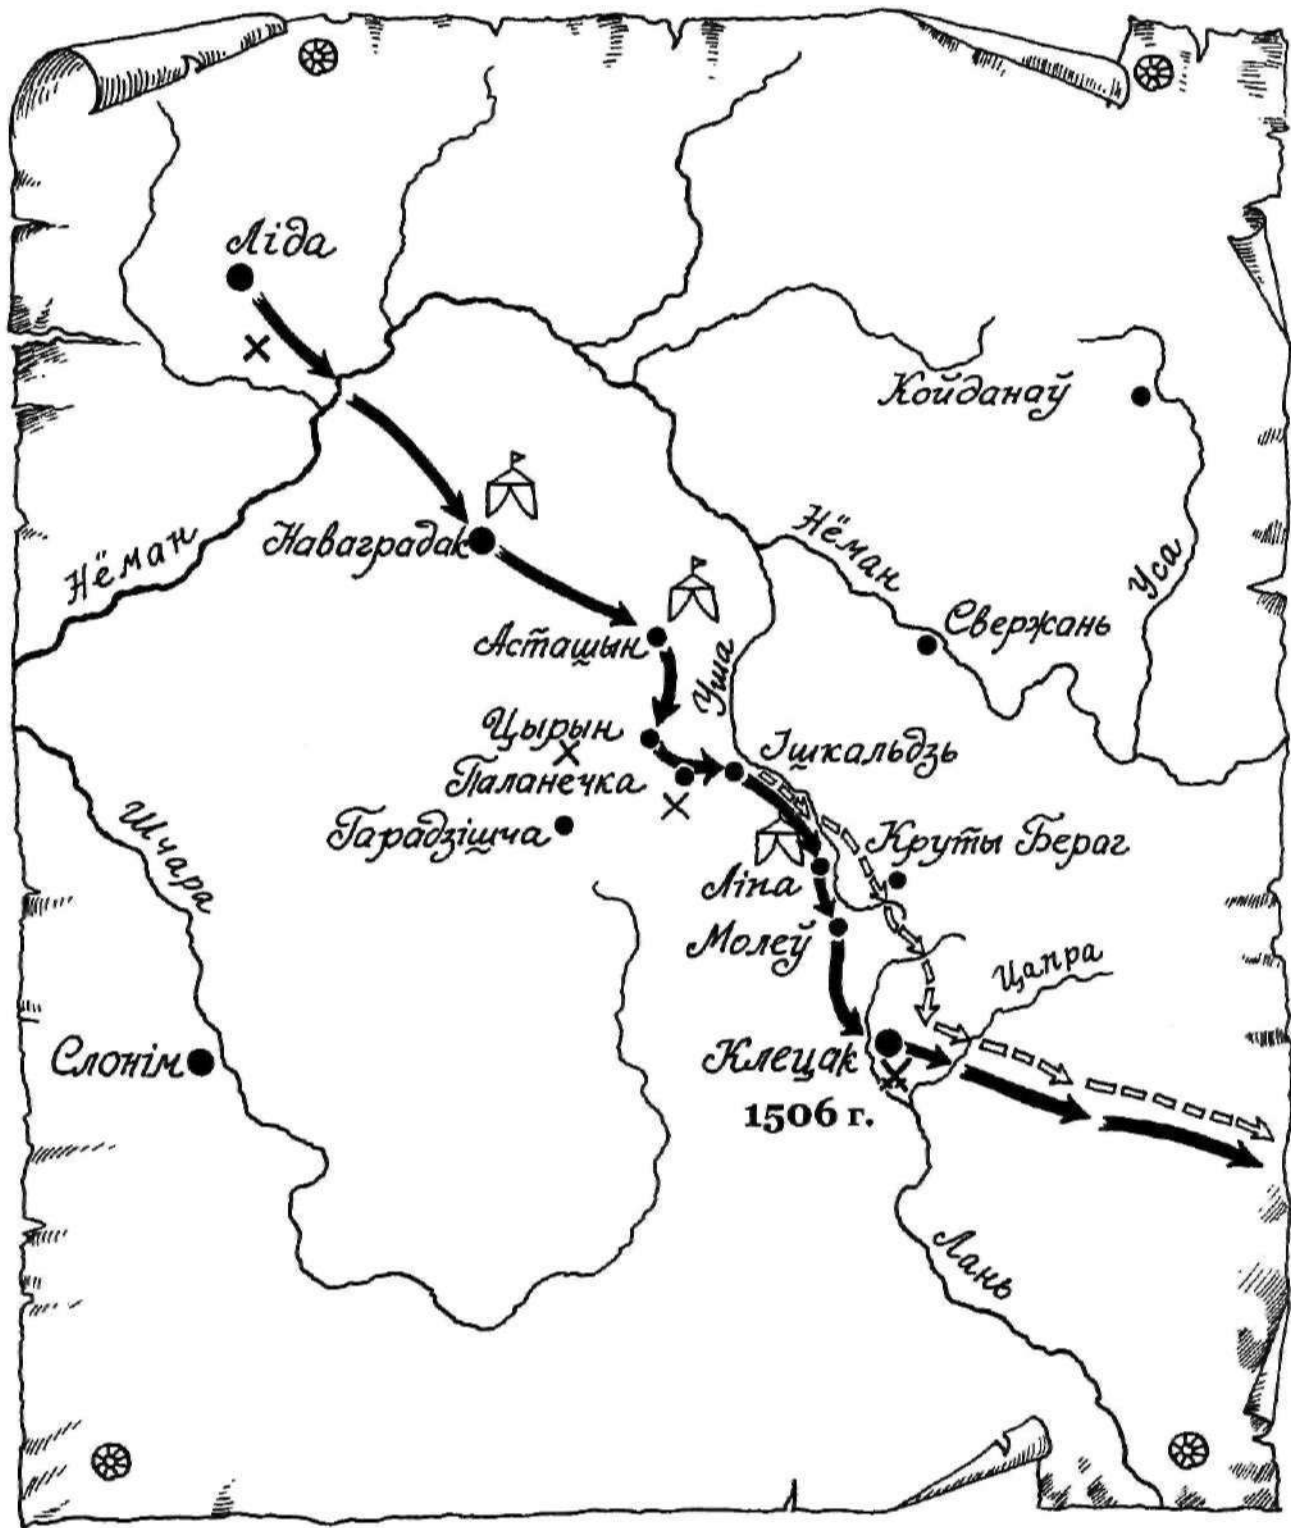 Ліда
Койданаў
Наваградак
Нёман
Нёман
Уса
Свержань
Асташын
Уша
Цырын
Ішкальдзь
Паланечка
Гарадзішча
Круты Бераг
Шчара
Ліпа
Молеў
Цапра
Слонім
Клецак
1506 г.
Лань